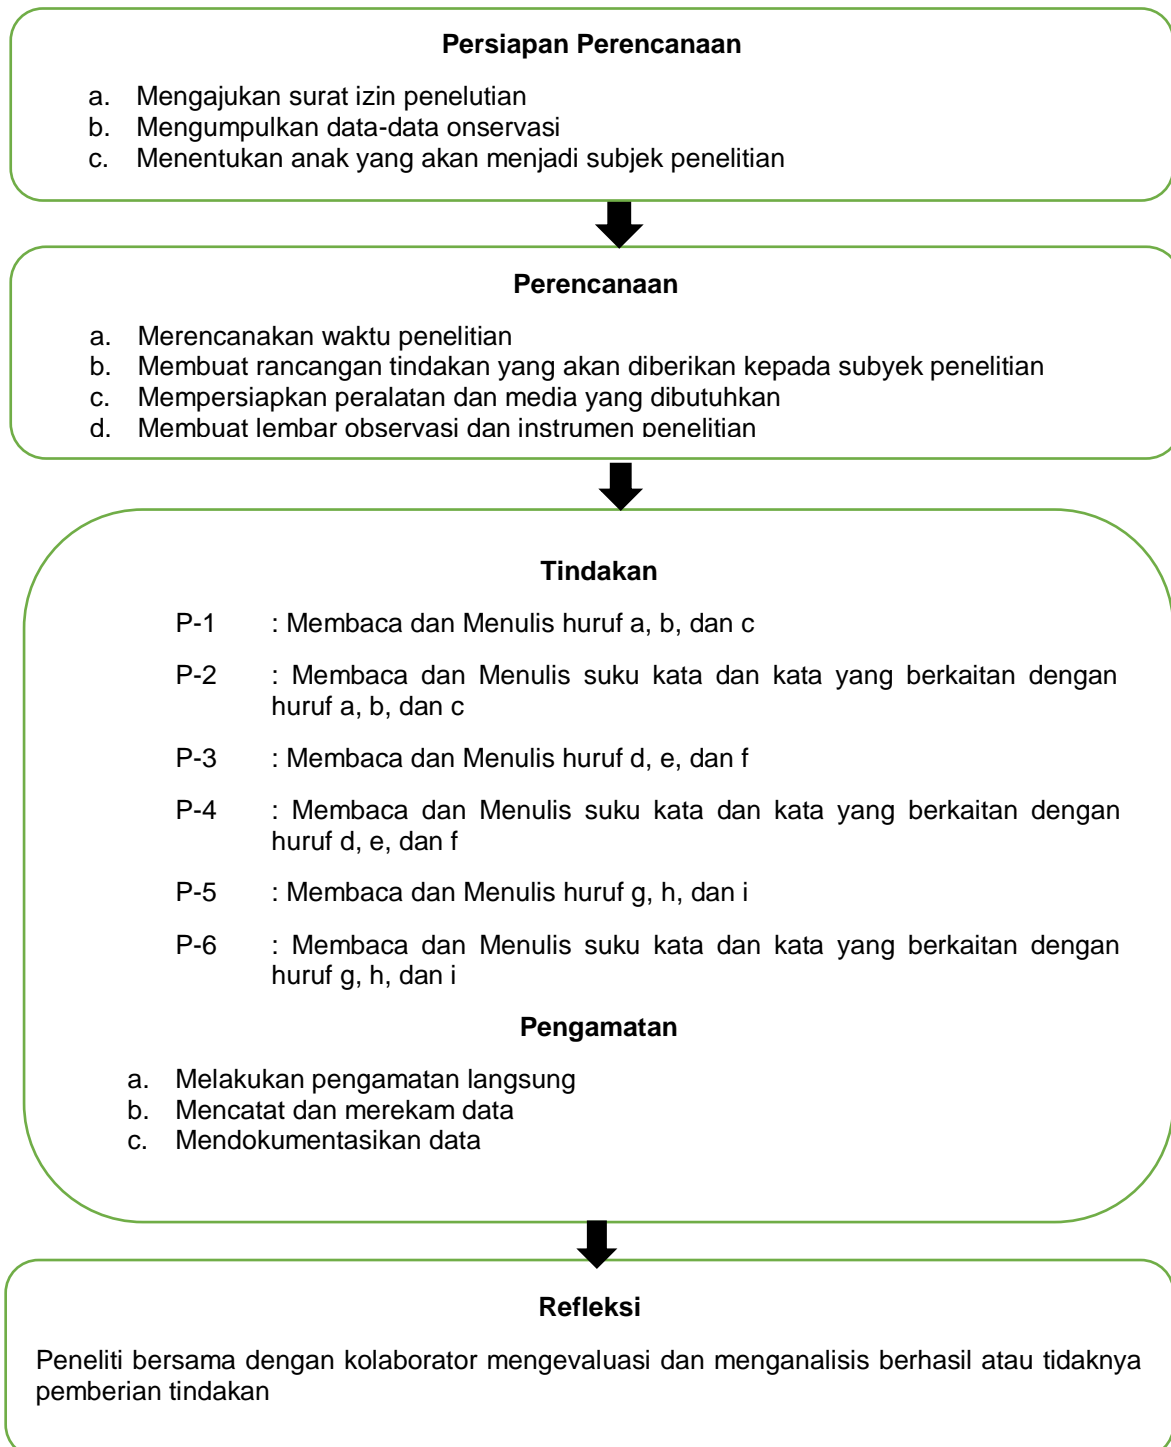 Persiapan Perencanaan
a. Mengajukan surat izin penelutian
b. Mengumpulkan data-data onservasi
c. Menentukan anak yang akan menjadi subjek penelitian
Perencanaan
a. Merencanakan waktu penelitian
b. Membuat rancangan tindakan yang akan diberikan kepada subyek penelitian
c. Mempersiapkan peralatan dan media yang dibutuhkan
d. Membuat lembar observasi dan instrumen penelitian
Tindakan
P-1 : Membaca dan Menulis huruf a, b, dan c
P-2 : Membaca dan Menulis suku kata dan kata yang berkaitan dengan
huruf a, b, dan c
P-3 : Membaca dan Menulis huruf d, e, dan f
P-4 : Membaca dan Menulis suku kata dan kata yang berkaitan dengan
huruf d, e, dan f
P-5 : Membaca dan Menulis huruf g, h, dan i
P-6 : Membaca dan Menulis suku kata dan kata yang berkaitan dengan
huruf g, h, dan i
Pengamatan
a. Melakukan pengamatan langsung
b. Mencatat dan merekam data
c. Mendokumentasikan data
Refleksi
Peneliti bersama dengan kolaborator mengevaluasi dan menganalisis berhasil atau tidaknya
pemberian tindakan